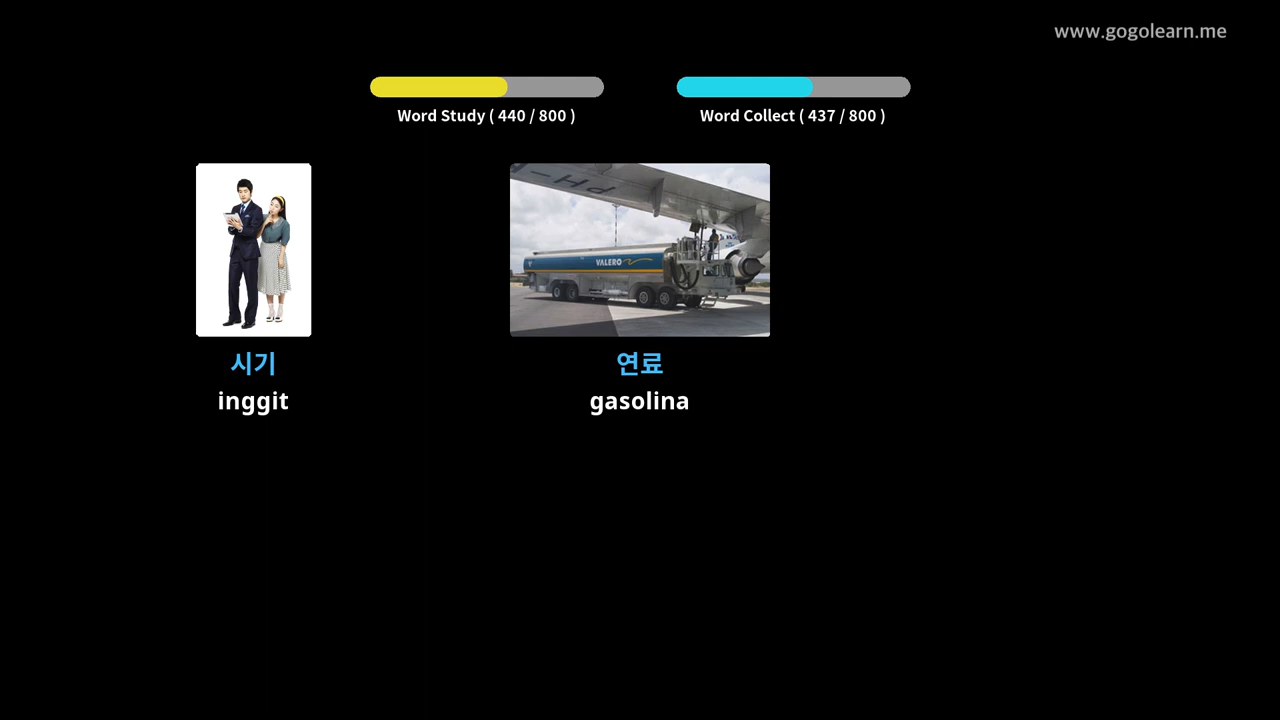 www.gogolearn.me
Word Study ( 440 / 800 )
Word Collect ( 437 / 800 )
VALERO
시기
inggit
연료
gasolina